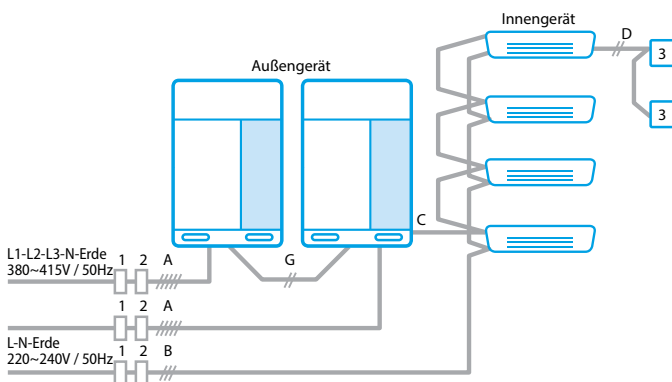 Innengerät
D
3
Außengerät
3
C
L1-L2-L3-N-Erde 1 2 A
380~415V / 50Hz
G
1 2 A
L-N-Erde
220~240V / 50Hz 1 2 B